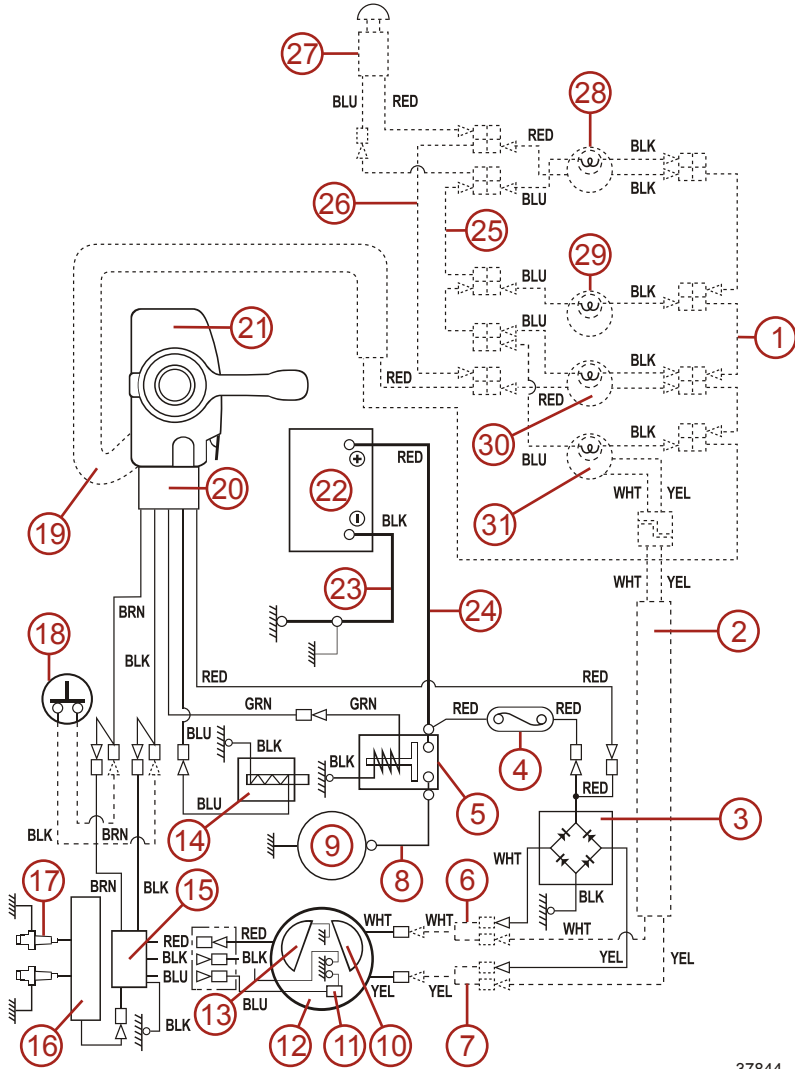 27
28
BLU
RED
RED
BLK
BLK
BLU
26
25
29
BLU
BLK
21
1
BLU
BLK
RED
RED
30
RED
BLK
22
BLU
20
31
19
BLK
WHT
YEL
23
24
WHT
YEL
BRN
2
18
BLK
RED
RED
GRN
GRN
RED
RED
BLU
BLK
4
BLK
RED
5
14
3
BLU
9
BLK
BRN
8
WHT
6
BLK
17
BRN
BLK
15
WHT
WHT
WHT
RED
RED
BLK
BLK
YEL
YEL
BLU
YEL
YEL
BLU
13
BLK
16
12
11
10
7
37844